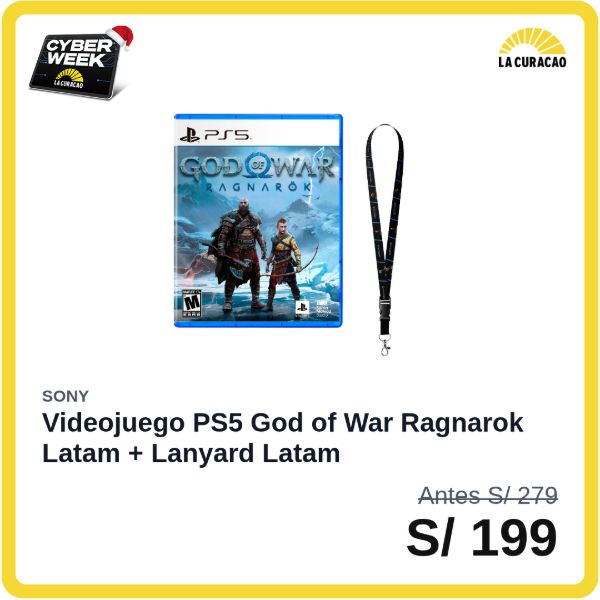 CYBER
WEEK
LA CURACAO
LA CURACAO
PS5
GOD OF WAR
RAGNARÖK
M
SONY
Videojuego PS5 God of War Ragnarok
Latam + Lanyard Latam
Antes S/ 279
S/ 199